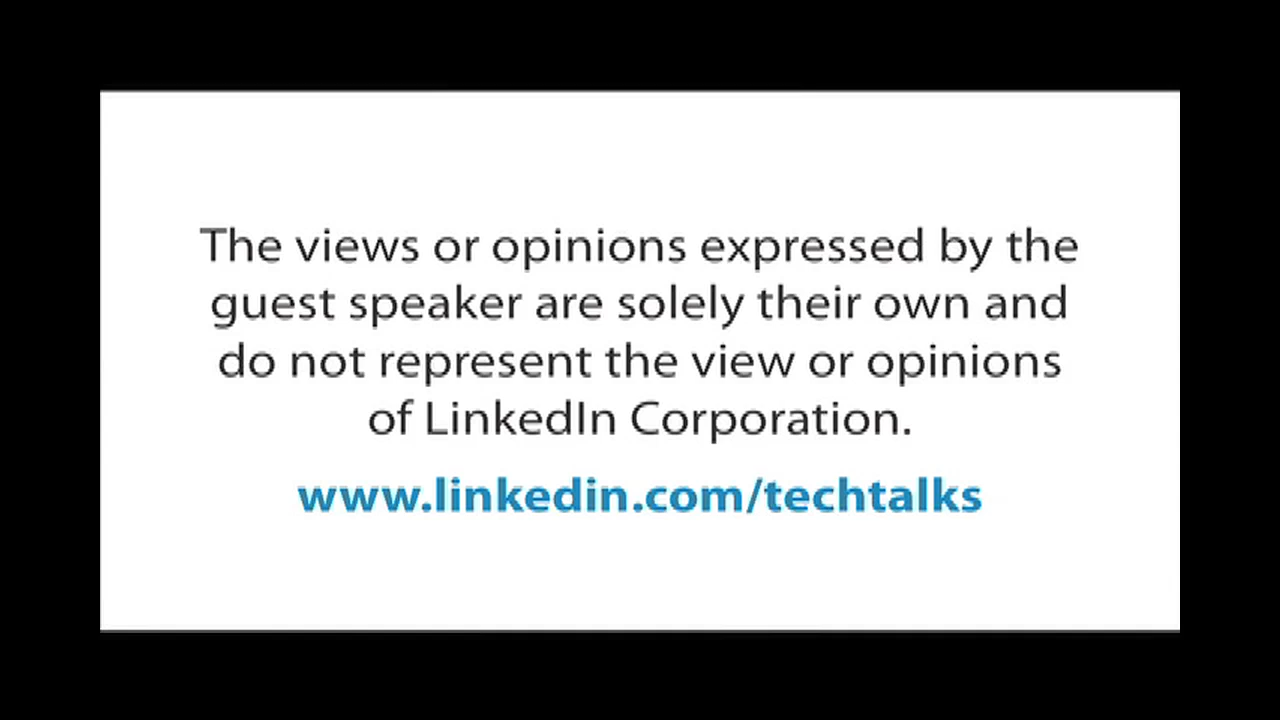 The views or opinions expressed by the
guest speaker are solely their own and
do not represent the view or opinions
of LinkedIn Corporation.
www.linkedin.com/techtalks